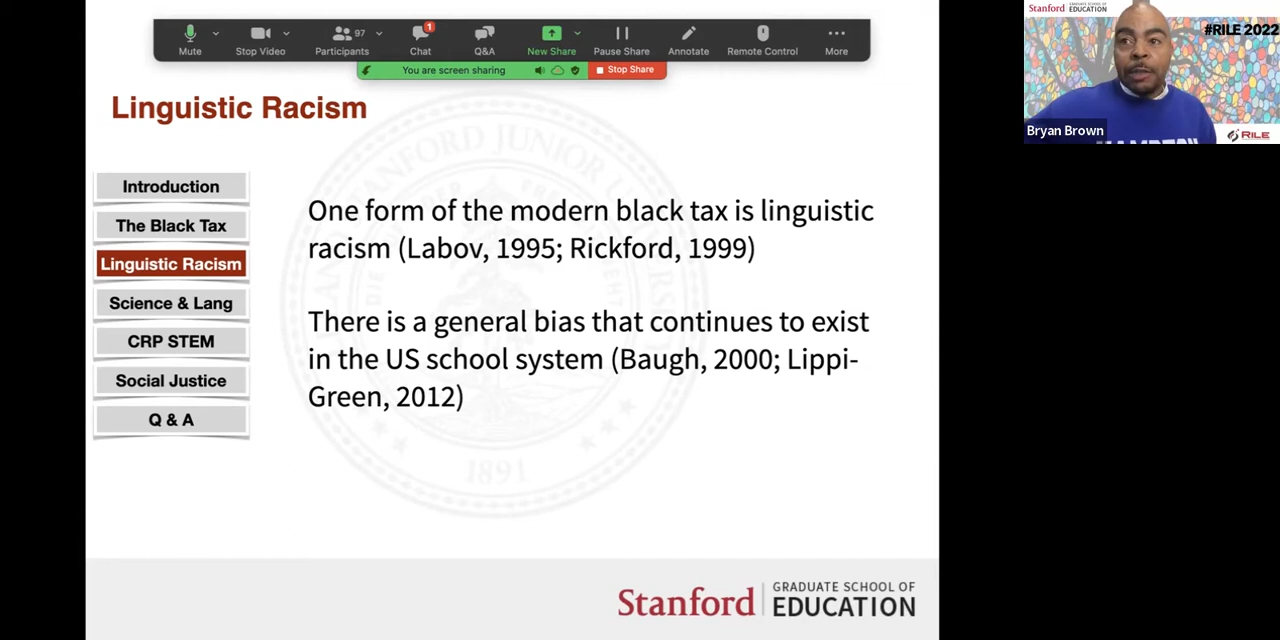 Mute
Stop Video
97
Participants
1
Chat
Q&A
New Share
Pause Share
Annotate
Remote Control
More
You are screen sharing
Stop Share
Stanford
GRADUATE SCHOOL OF
EDUCATION
#RILE 2022
Bryan Brown
RILE
Linguistic Racism
Introduction
The Black Tax
Linguistic Racism
Science & Lang
CRP STEM
Social Justice
Q & A
One form of the modern black tax is linguistic
racism (Labov, 1995; Rickford, 1999)
There is a general bias that continues to exist
in the US school system (Baugh, 2000; Lippi-
Green, 2012)
1891
Stanford
GRADUATE SCHOOL OF
EDUCATION